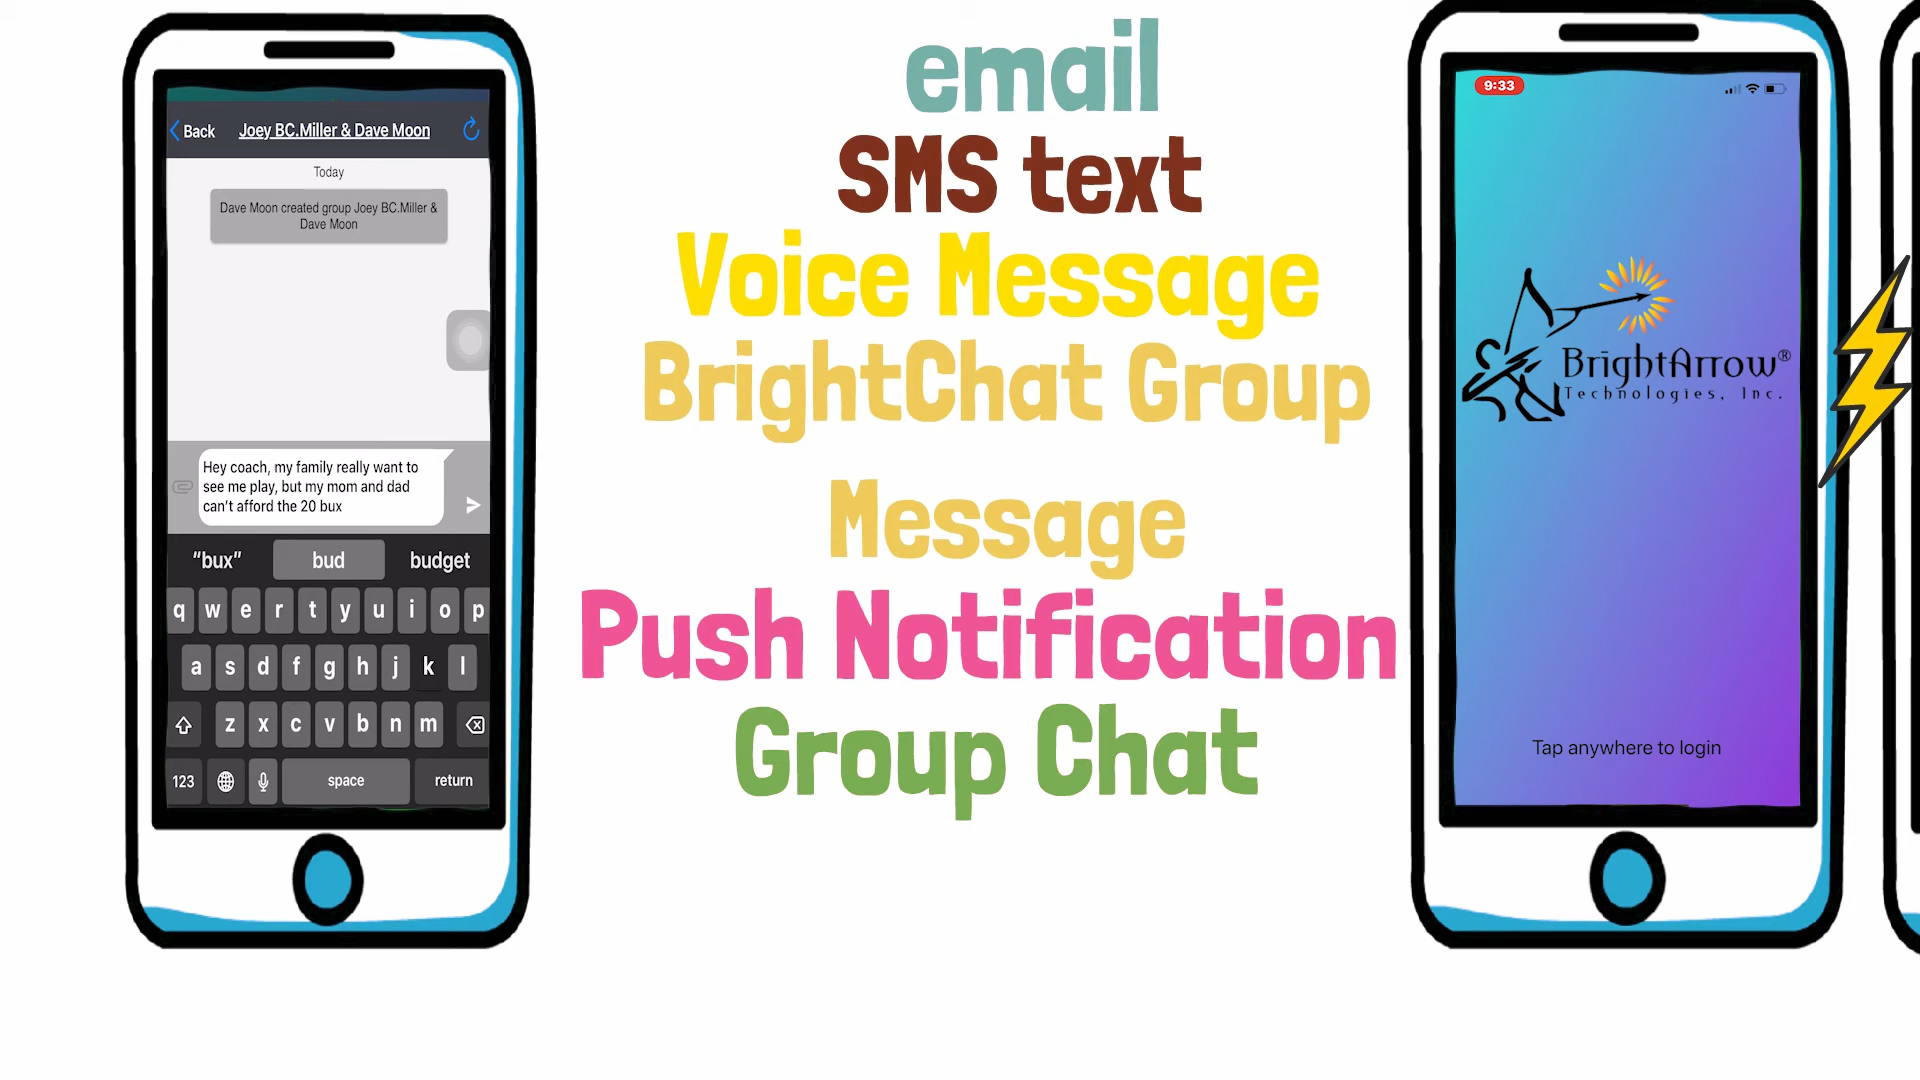 Back
Joey BC.Miller & Dave Moon
Today
Dave Moon created group Joey BC.Miller &
Dave Moon
Hey coach, my family really want to
see me play, but my mom and dad
can't afford the 20 bux
“bux”
bud
budget
q w e r t y u i o p
a s d f g h j k l
z x c v b n m
123
space
return
email
SMS text
Voice Message
BrightChat Group
Message
Push Notification
Group Chat
9:33
BrightArrow®
Technologies, Inc.
Tap anywhere to login